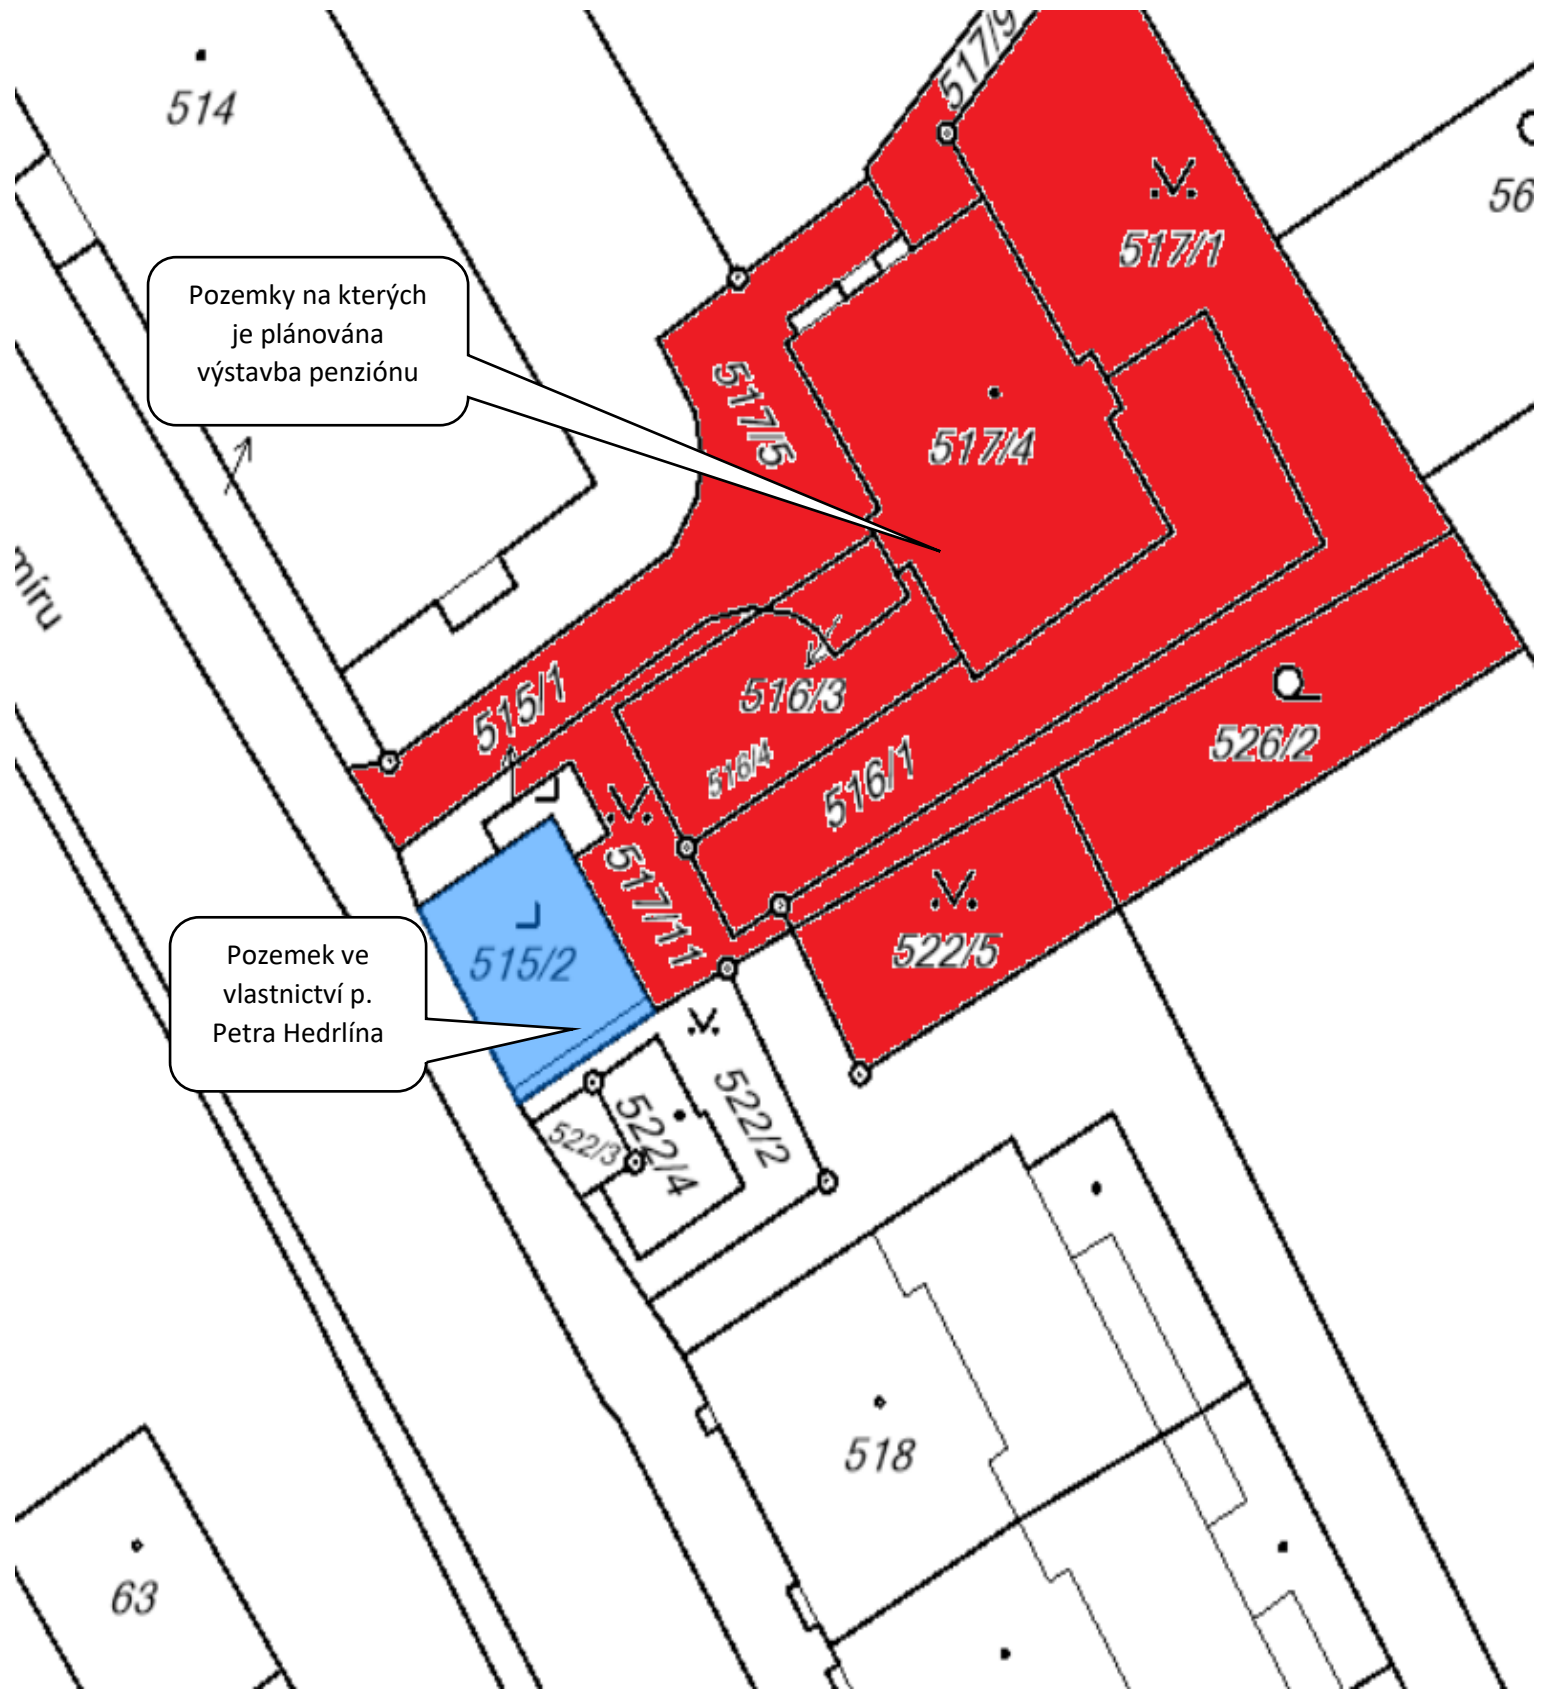 514
517/9
56
517/1
Pozemky na kterých
je plánována
výstavba penziónu
517/5
517/4
míru
515/1
516/3
516/4
516/1
526/2
517/11
522/5
515/2
Pozemek ve
vlastnictví p.
Petra Hedrlína
522/3
522/4
522/2
518
63